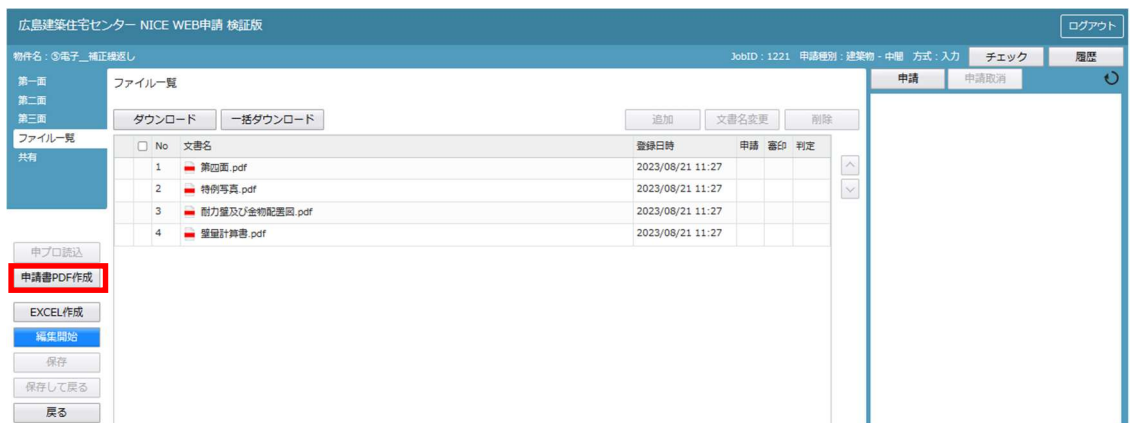 広島建築住宅センター NICE WEB申請 検証版
ログアウト
物件名：⑤電子__補正繰返し
JobID：1221 申請種別：建築物 - 中間 方式：入力 チェック 履歴
第一面
第二面
第三面
ファイル一覧
共有
ファイル一覧
ダウンロード 一括ダウンロード 追加 文書名変更 削除
No 文書名 登録日時 申請 審印 判定
1 第四面.pdf 2023/08/21 11:27
2 特例写真.pdf 2023/08/21 11:27
3 耐力壁及び金物配置図.pdf 2023/08/21 11:27
4 壁量計算書.pdf 2023/08/21 11:27
申請 申請取消
申プロ読込
申請書PDF作成
EXCEL作成
編集開始
保存
保存して戻る
戻る